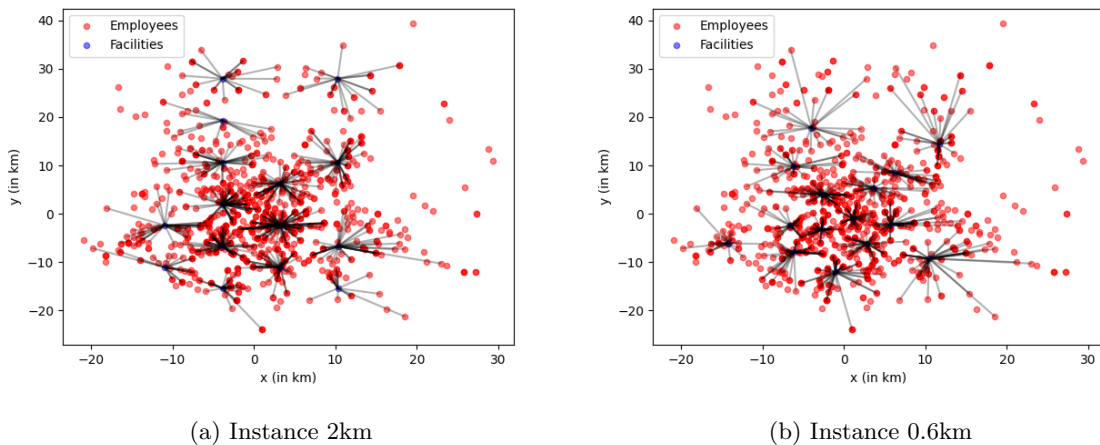 Employees
Facilities
40
30
20
10
0
−10
−20
y (in km)
−20 −10 0 10 20 30
x (in km)
(a) Instance 2km
Employees
Facilities
40
30
20
10
0
−10
−20
y (in km)
−20 −10 0 10 20 30
x (in km)
(b) Instance 0.6km